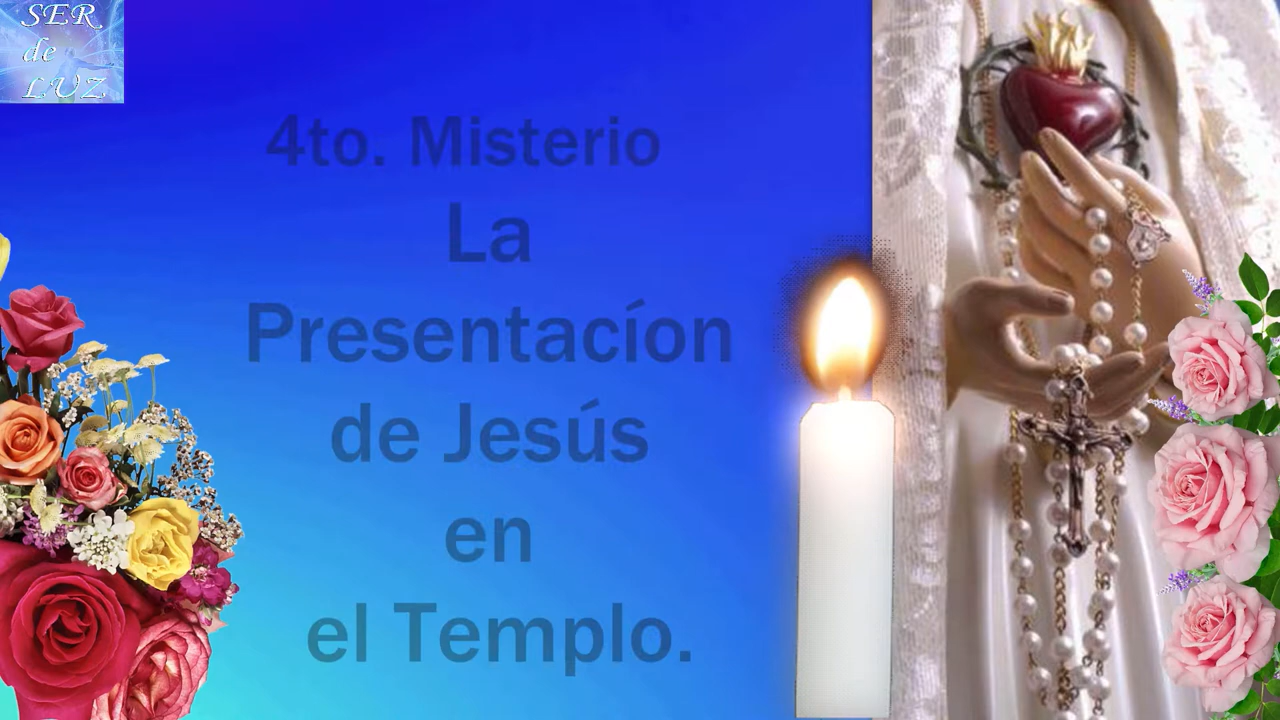 SER
de
LUZ
4to. Misterio
La
Presentacíon
de Jesús
en
el Templo.